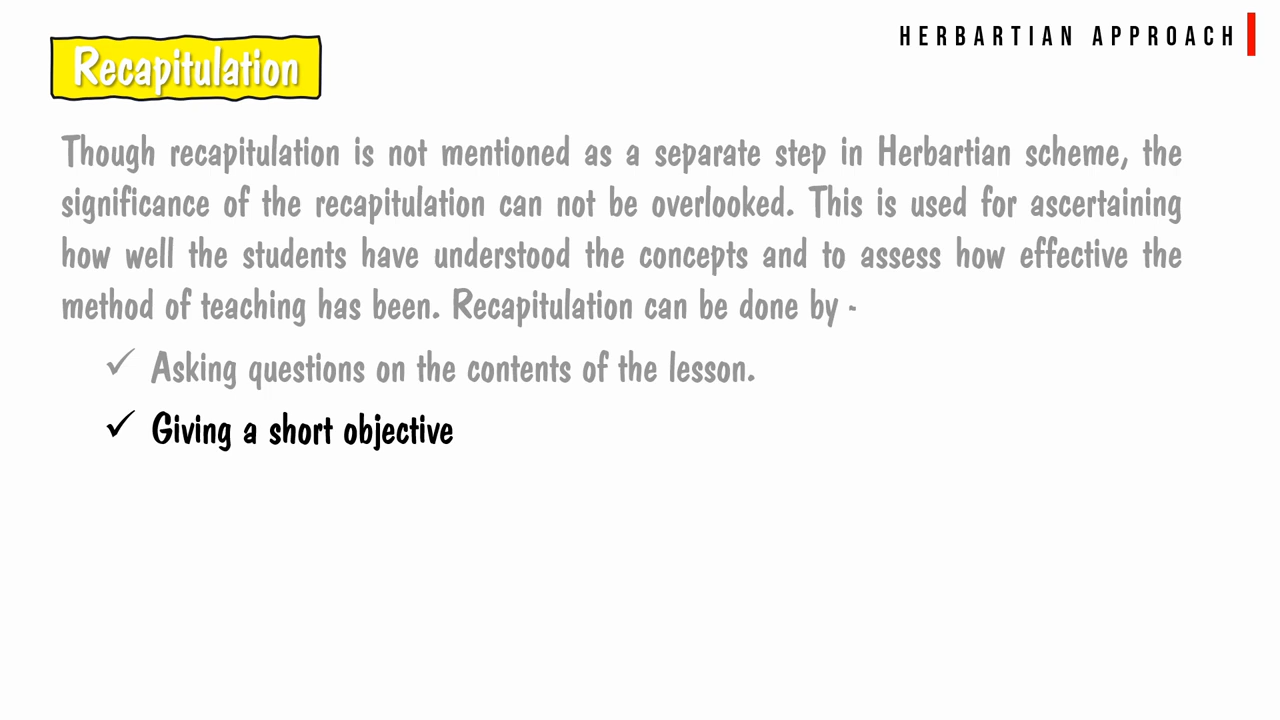 HERBARTIAN APPROACH
Recapitulation
Though recapitulation is not mentioned as a separate step in Herbartian scheme, the
significance of the recapitulation can not be overlooked. This is used for ascertaining
how well the students have understood the concepts and to assess how effective the
method of teaching has been. Recapitulation can be done by -
✓ Asking questions on the contents of the lesson.
✓ Giving a short objective